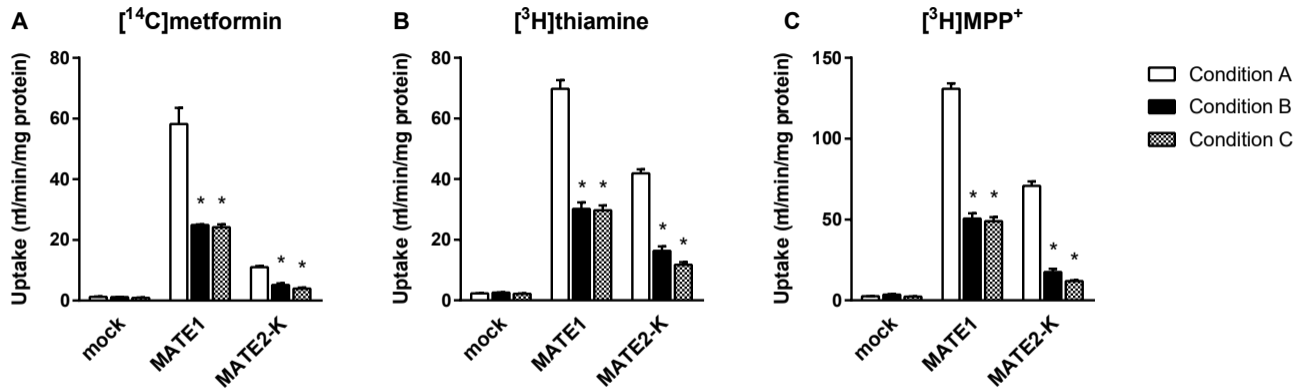 A
[¹⁴C]metformin
Uptake (ml/min/mg protein)
80
60
40
20
0
*
*
*
*
mock
MATE1
MATE2-K
B
[³H]thiamine
Uptake (ml/min/mg protein)
80
60
40
20
0
*
*
*
*
mock
MATE1
MATE2-K
C
[³H]MPP⁺
Uptake (ml/min/mg protein)
150
100
50
0
*
*
*
*
mock
MATE1
MATE2-K
Condition A
Condition B
Condition C